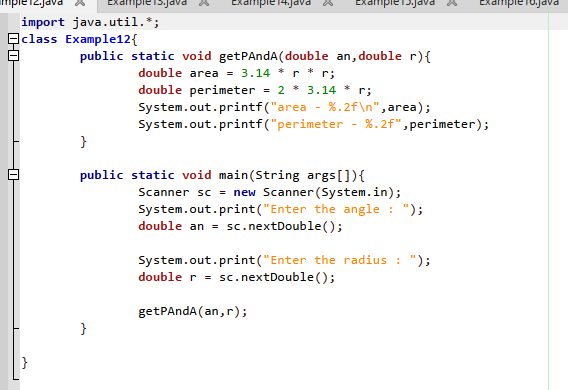 mple12.java Example13.java Example14.java Example15.java Example16.java
import java.util.*;
class Example12{
public static void getPAndA(double an,double r){
double area = 3.14 * r * r;
double perimeter = 2 * 3.14 * r;
System.out.printf("area - %.2f\n",area);
System.out.printf("perimeter - %.2f",perimeter);
}
public static void main(String args[]){
Scanner sc = new Scanner(System.in);
System.out.print("Enter the angle : ");
double an = sc.nextDouble();
System.out.print("Enter the radius : ");
double r = sc.nextDouble();
getPAndA(an,r);
}
}